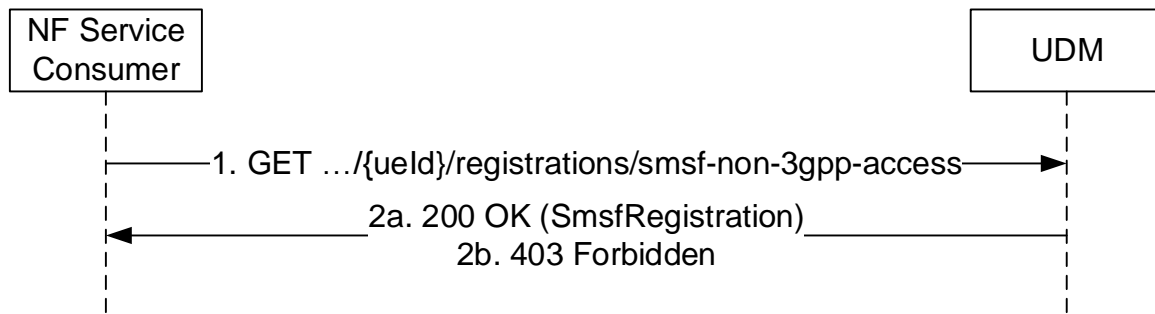 NF Service
Consumer
UDM
1. GET …/{ueId}/registrations/smsf-non-3gpp-access
2a. 200 OK (SmsfRegistration)
2b. 403 Forbidden